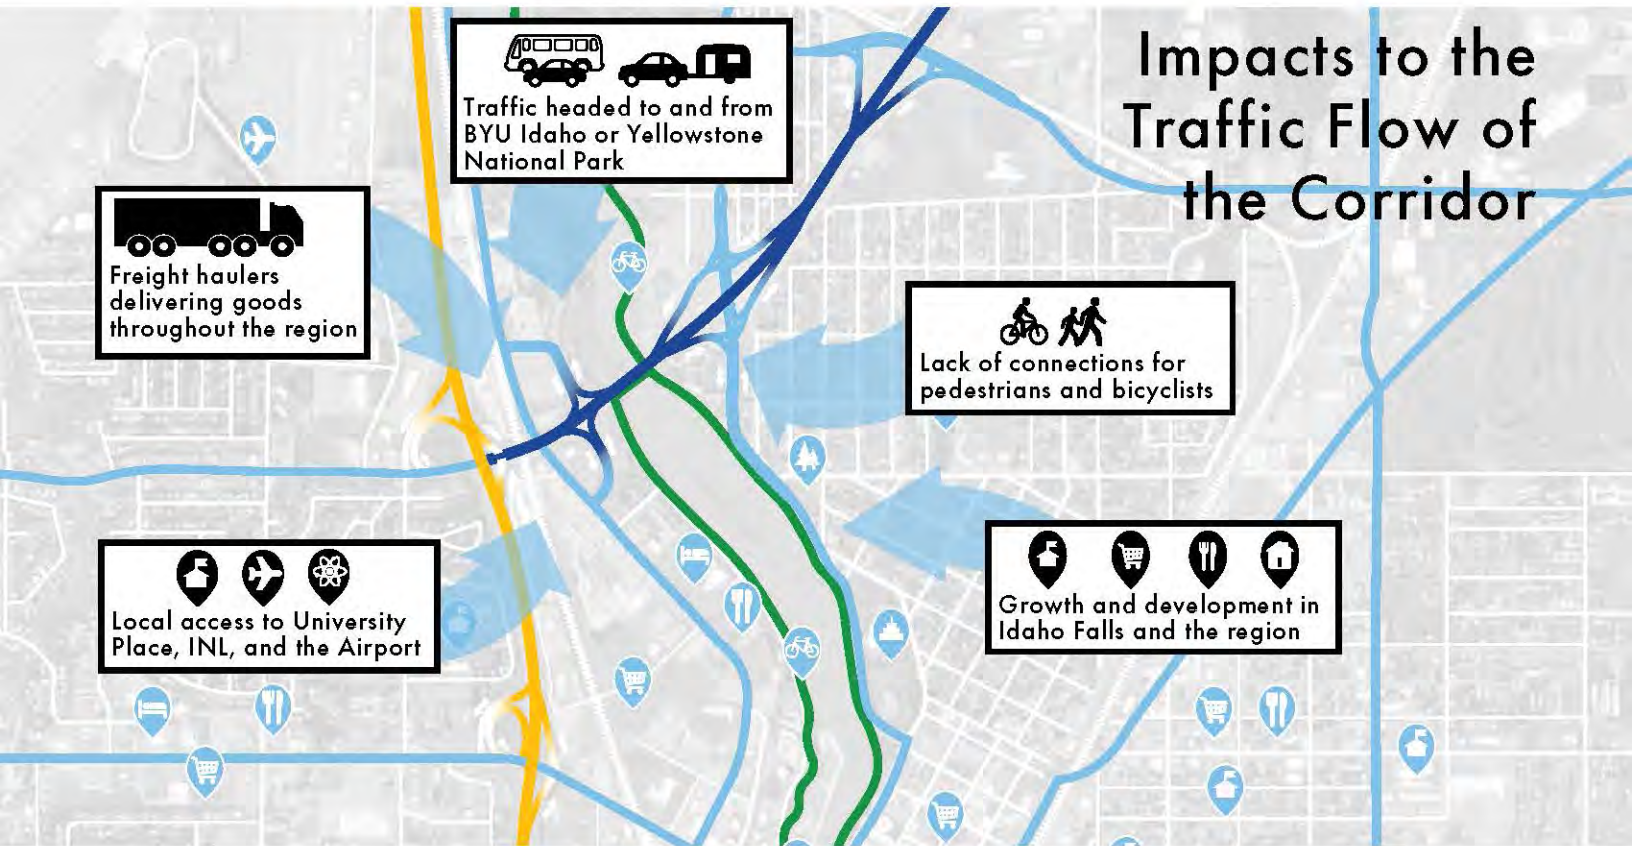 Impacts to the
Traffic Flow of
the Corridor
Traffic headed to and from
BYU Idaho or Yellowstone
National Park
Freight haulers
delivering goods
throughout the region
Lack of connections for
pedestrians and bicyclists
Local access to University
Place, INL, and the Airport
Growth and development in
Idaho Falls and the region